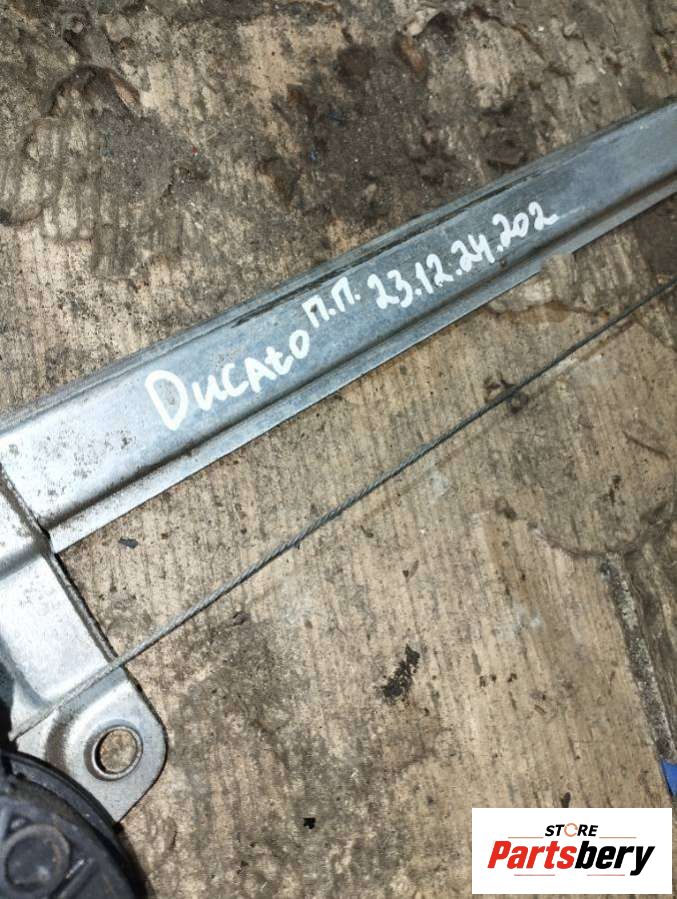 Ducato п.п. 23.12.24.202
STORE
Partsbery